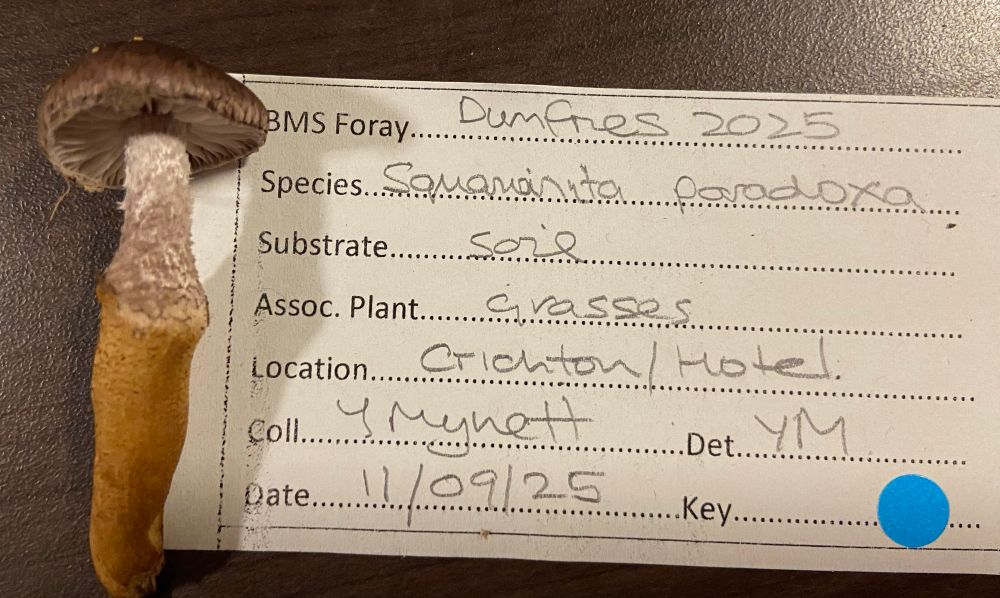 BMS Foray.......Dumfries 2025
Species...Squamanita paradoxa
Substrate........Soil
Assoc. Plant.......Grasses
Location.......Crichton/Hotel.
Coll....Y Mynett........Det...YM
Date.....11/09/25........Key........